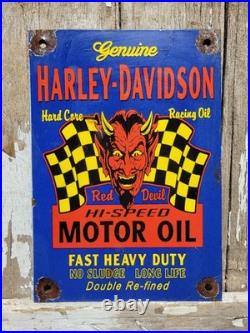 Genuine
HARLEY-DAVIDSON
Hard Core Racing Oil
Red Devil
HI-SPEED
MOTOR OIL
FAST HEAVY DUTY
NO SLUDGE LONG LIFE
Double Re-fined